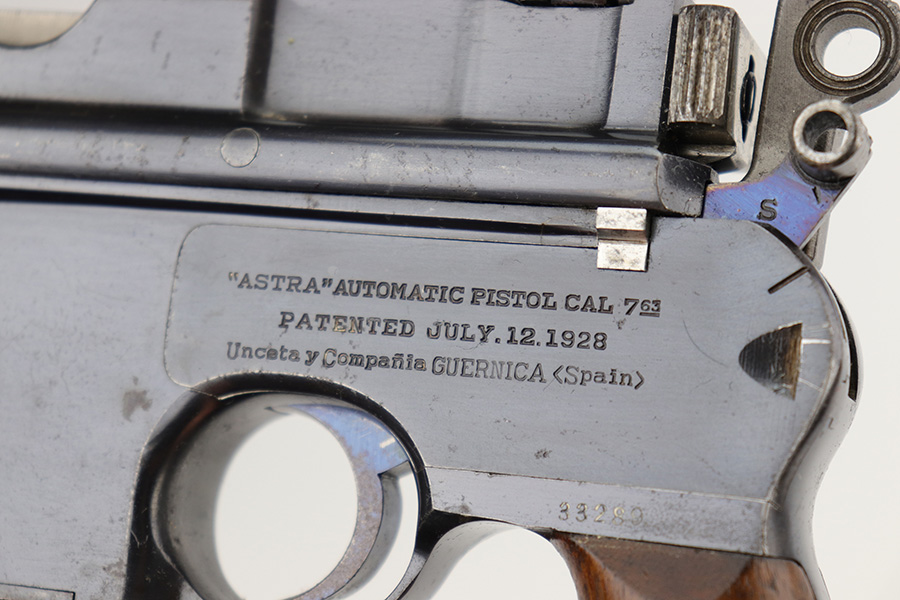 S
"ASTRA" AUTOMATIC PISTOL CAL 7 63
PATENTED JULY. 12. 1928
Unceta y Compañia GUERNICA <Spain>